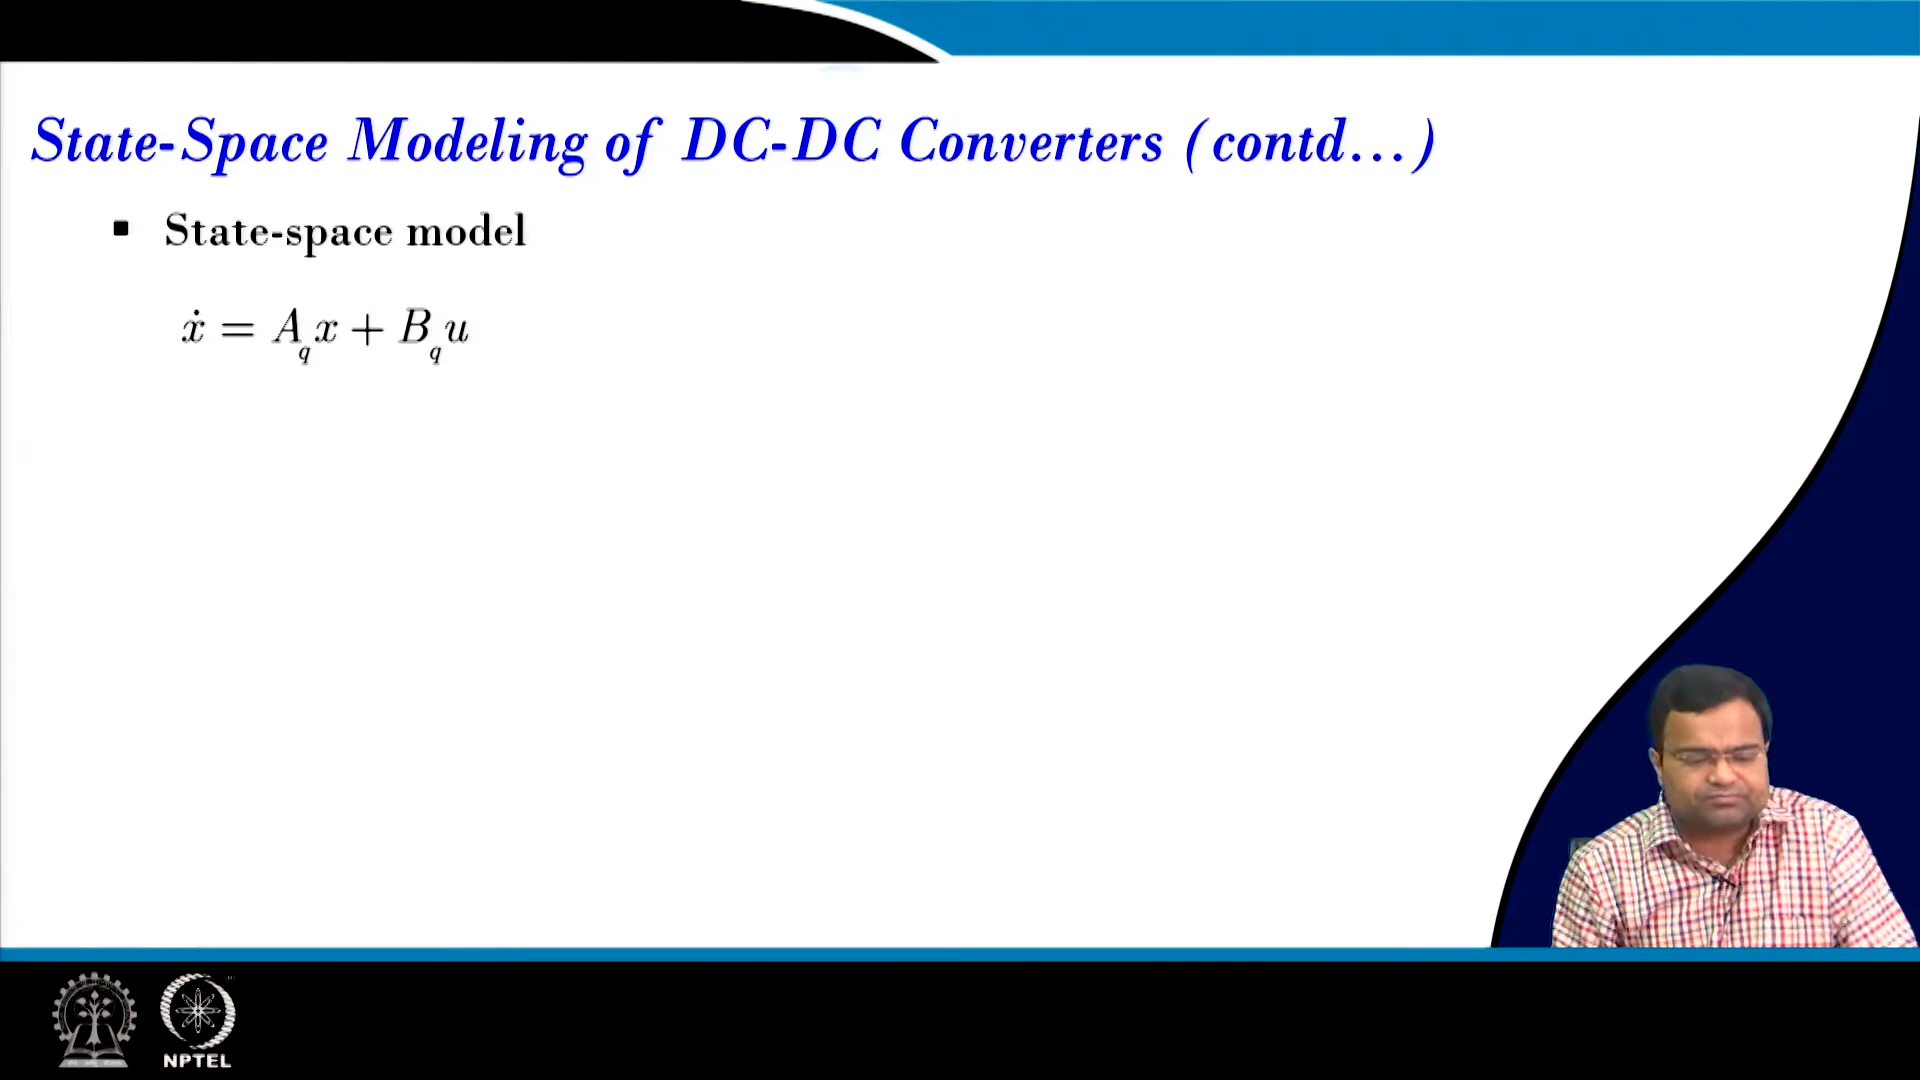 State-Space Modeling of DC-DC Converters (contd...)
▪ State-space model
ẋ = A_q x + B_q u
NPTEL